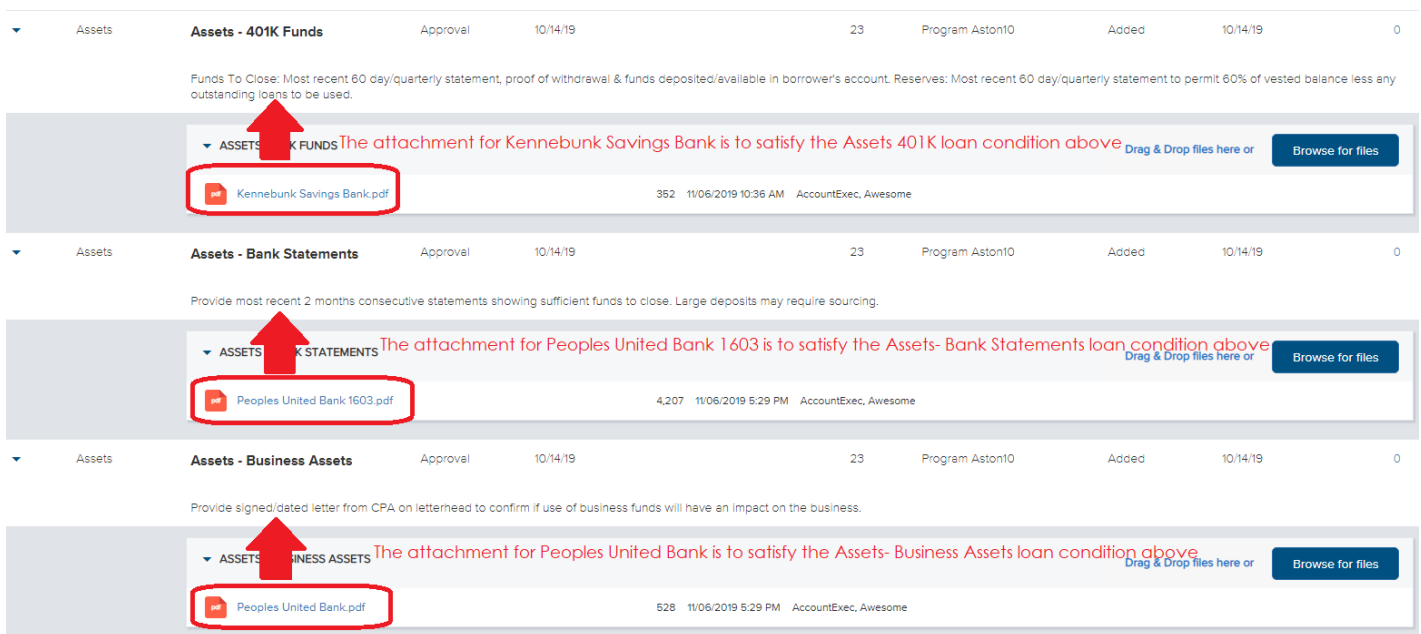 Assets Assets - 401K Funds Approval 10/14/19 23 Program Aston10 Added 10/14/19 0
Funds To Close: Most recent 60 day/quarterly statement, proof of withdrawal & funds deposited/available in borrower's account. Reserves: Most recent 60 day/quarterly statement to permit 60% of vested balance less any
outstanding loans to be used.
ASSETS K FUNDS The attachment for Kennebunk Savings Bank is to satisfy the Assets 401K loan condition above Drag & Drop files here or Browse for files
pdf Kennebunk Savings Bank.pdf 352 11/06/2019 10:36 AM AccountExec, Awesome
Assets Assets - Bank Statements Approval 10/14/19 23 Program Aston10 Added 10/14/19 0
Provide most recent 2 months consecutive statements showing sufficient funds to close. Large deposits may require sourcing.
ASSETS K STATEMENTS The attachment for Peoples United Bank 1603 is to satisfy the Assets- Bank Statements loan condition above Drag & Drop files here or Browse for files
pdf Peoples United Bank 1603.pdf 4,207 11/06/2019 5:29 PM AccountExec, Awesome
Assets Assets - Business Assets Approval 10/14/19 23 Program Aston10 Added 10/14/19 0
Provide signed/dated letter from CPA on letterhead to confirm if use of business funds will have an impact on the business.
ASSETS INESS ASSETS The attachment for Peoples United Bank is to satisfy the Assets- Business Assets loan condition above Drag & Drop files here or Browse for files
pdf Peoples United Bank.pdf 528 11/06/2019 5:29 PM AccountExec, Awesome